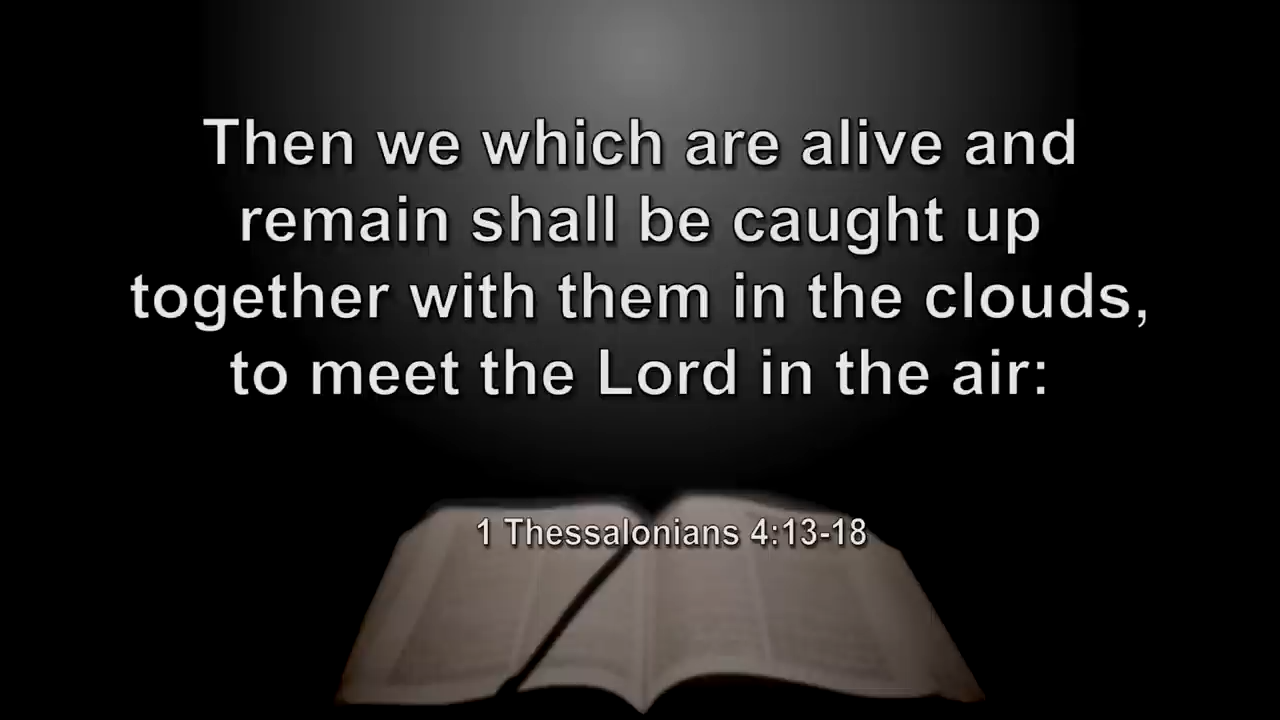 Then we which are alive and
remain shall be caught up
together with them in the clouds,
to meet the Lord in the air:
1 Thessalonians 4:13-18